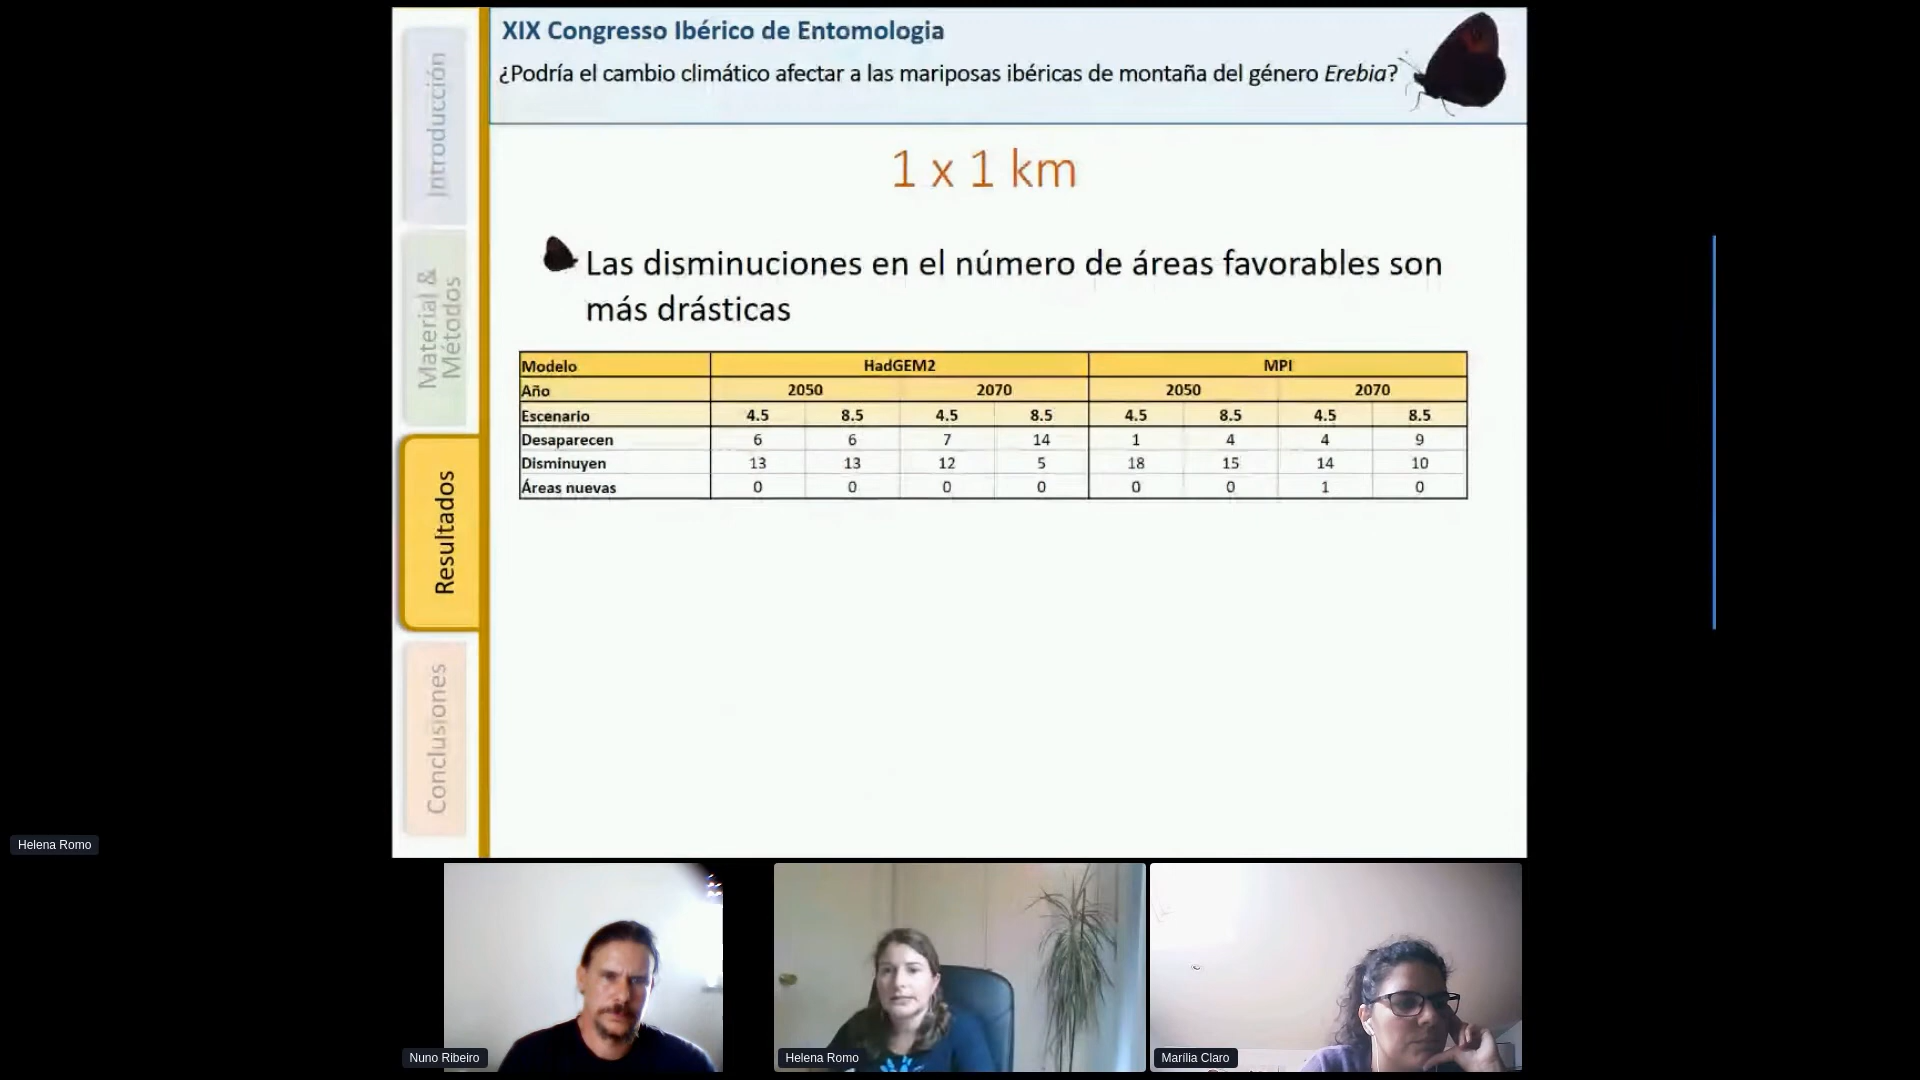 XIX Congresso Ibérico de Entomologia
¿Podría el cambio climático afectar a las mariposas ibéricas de montaña del género Erebia?
Introducción
Material &
Métodos
Resultados
Conclusiones
1 x 1 km
Las disminuciones en el número de áreas favorables son
más drásticas
Modelo HadGEM2 MPI
Año 2050 2070 2050 2070
Escenario 4.5 8.5 4.5 8.5 4.5 8.5 4.5 8.5
Desaparecen 6 6 7 14 1 4 4 9
Disminuyen 13 13 12 5 18 15 14 10
Áreas nuevas 0 0 0 0 0 0 1 0
Helena Romo
Nuno Ribeiro
Helena Romo
Marília Claro